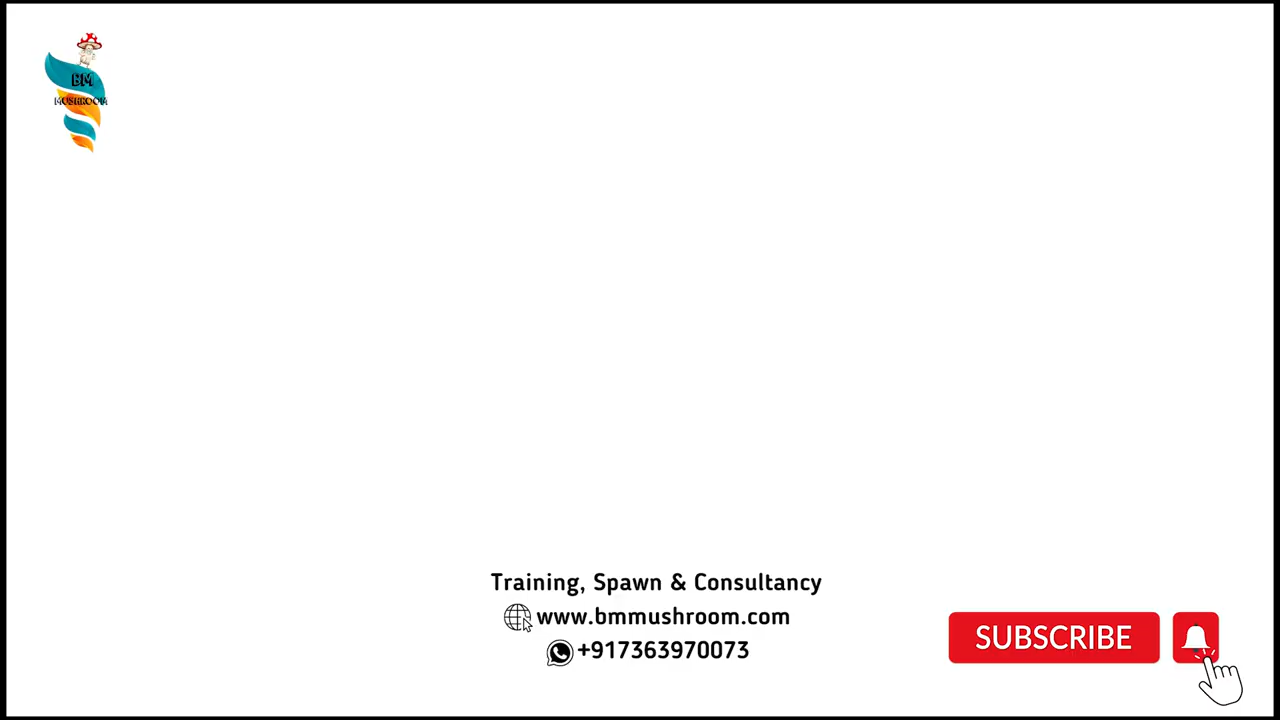 BM
MUSHROOM
Training, Spawn & Consultancy
www.bmmushroom.com
+917363970073
SUBSCRIBE